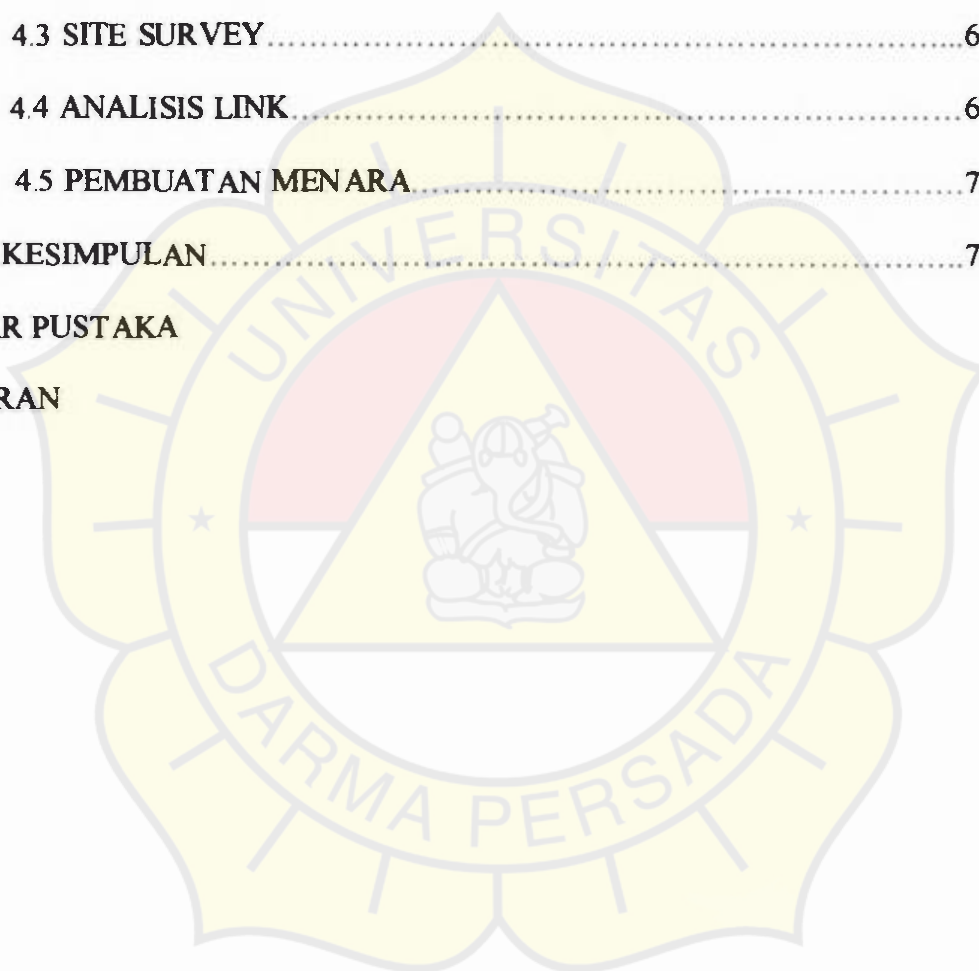 4.3 SITE SURVEY........................................................................6
4.4 ANALISIS LINK....................................................................6
4.5 PEMBUATAN MENARA.......................................................7
KESIMPULAN..............................................................................7
R PUSTAKA
RAN
UNIVERSITAS
DARMA PERSADA